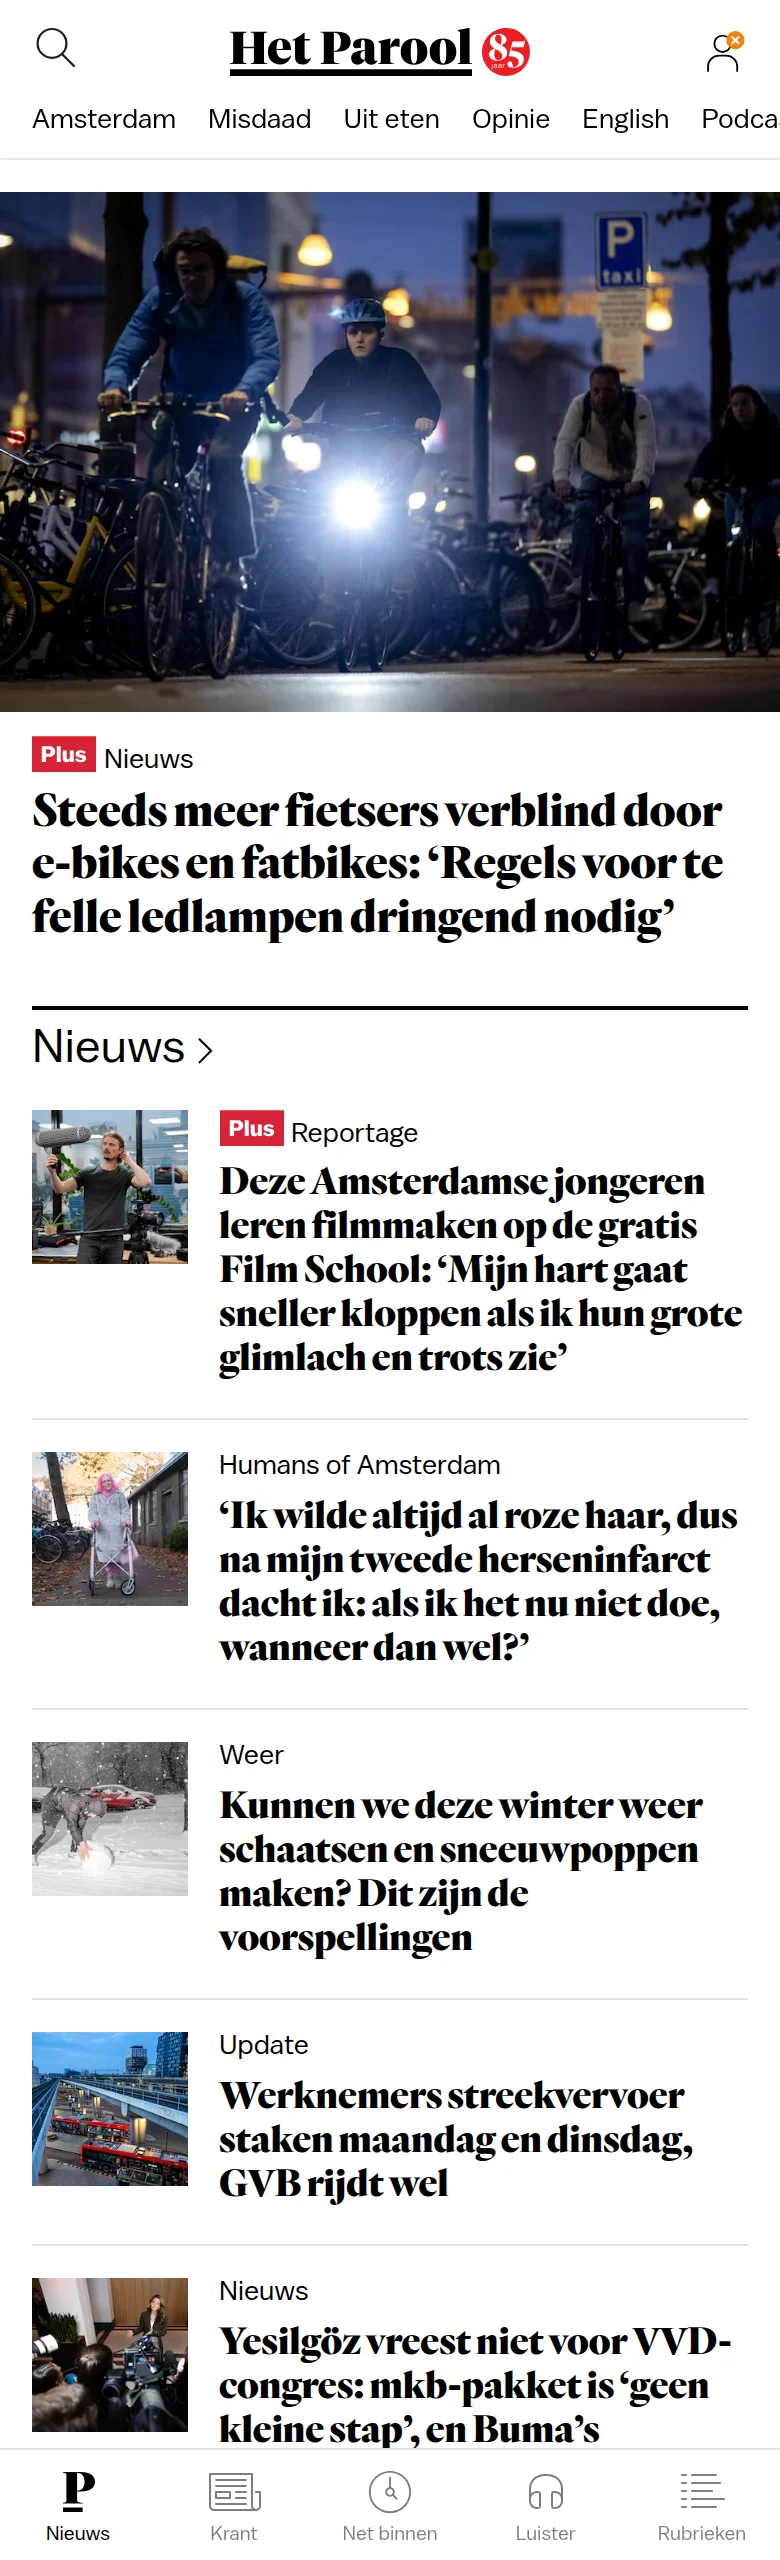 Het Parool 85 jaar
Amsterdam Misdaad Uit eten Opinie English Podca
P
taxi
Plus Nieuws
Steeds meer fietsers verblind door
e-bikes en fatbikes: ‘Regels voor te
felle ledlampen dringend nodig’
Nieuws
Plus Reportage
Deze Amsterdamse jongeren
leren filmmaken op de gratis
Film School: ‘Mijn hart gaat
sneller kloppen als ik hun grote
glimlach en trots zie’
Humans of Amsterdam
‘Ik wilde altijd al roze haar, dus
na mijn tweede herseninfarct
dacht ik: als ik het nu niet doe,
wanneer dan wel?’
Weer
Kunnen we deze winter weer
schaatsen en sneeuwpoppen
maken? Dit zijn de
voorspellingen
Update
Werknemers streekvervoer
staken maandag en dinsdag,
GVB rijdt wel
Nieuws
Yesilgöz vreest niet voor VVD-
congres: mkb-pakket is ‘geen
kleine stap’, en Buma’s
P
Nieuws Krant Net binnen Luister Rubrieken